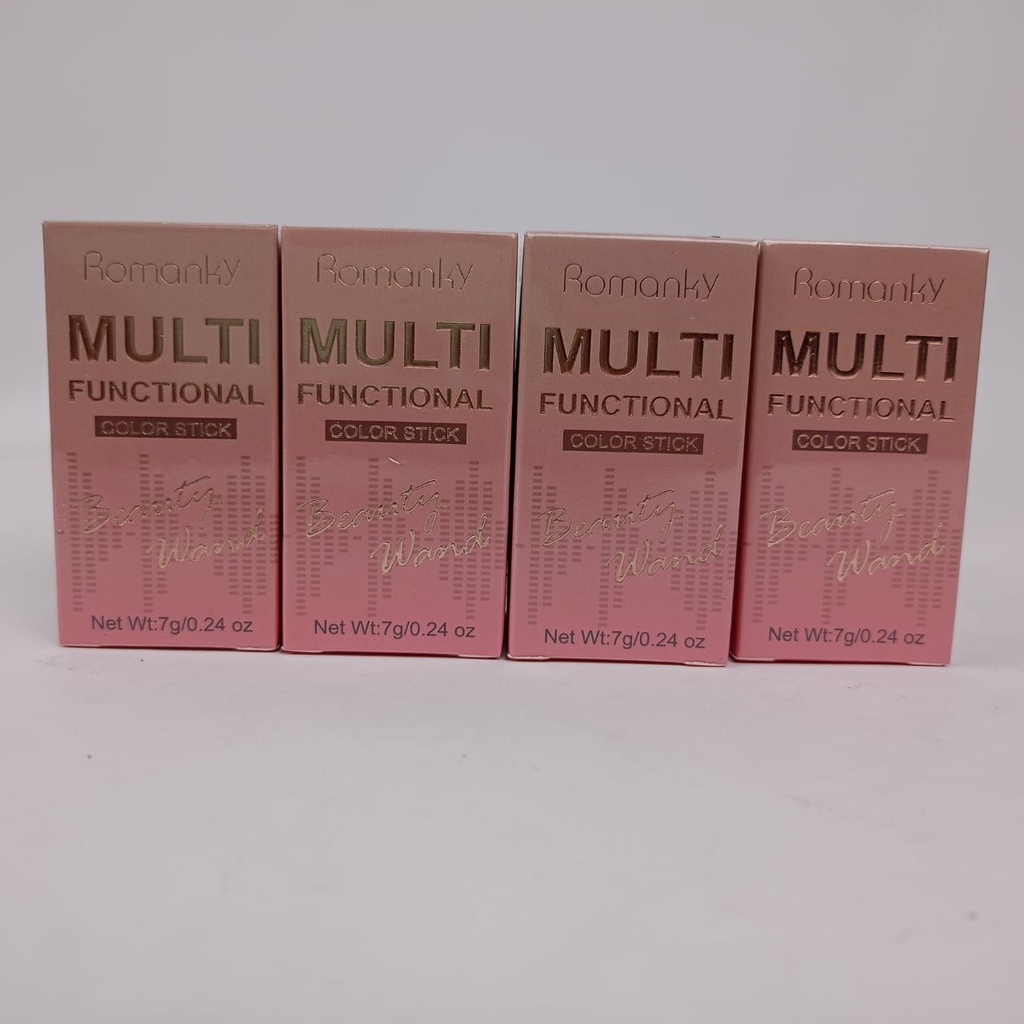 Romanky
MULTI
FUNCTIONAL
COLOR STICK
Beauty
Wand
Net Wt:7g/0.24 oz
Romanky
MULTI
FUNCTIONAL
COLOR STICK
Beauty
Wand
Net Wt:7g/0.24 oz
Romanky
MULTI
FUNCTIONAL
COLOR STICK
Beauty
Wand
Net Wt:7g/0.24 oz
Romanky
MULTI
FUNCTIONAL
COLOR STICK
Beauty
Wand
Net Wt:7g/0.24 oz